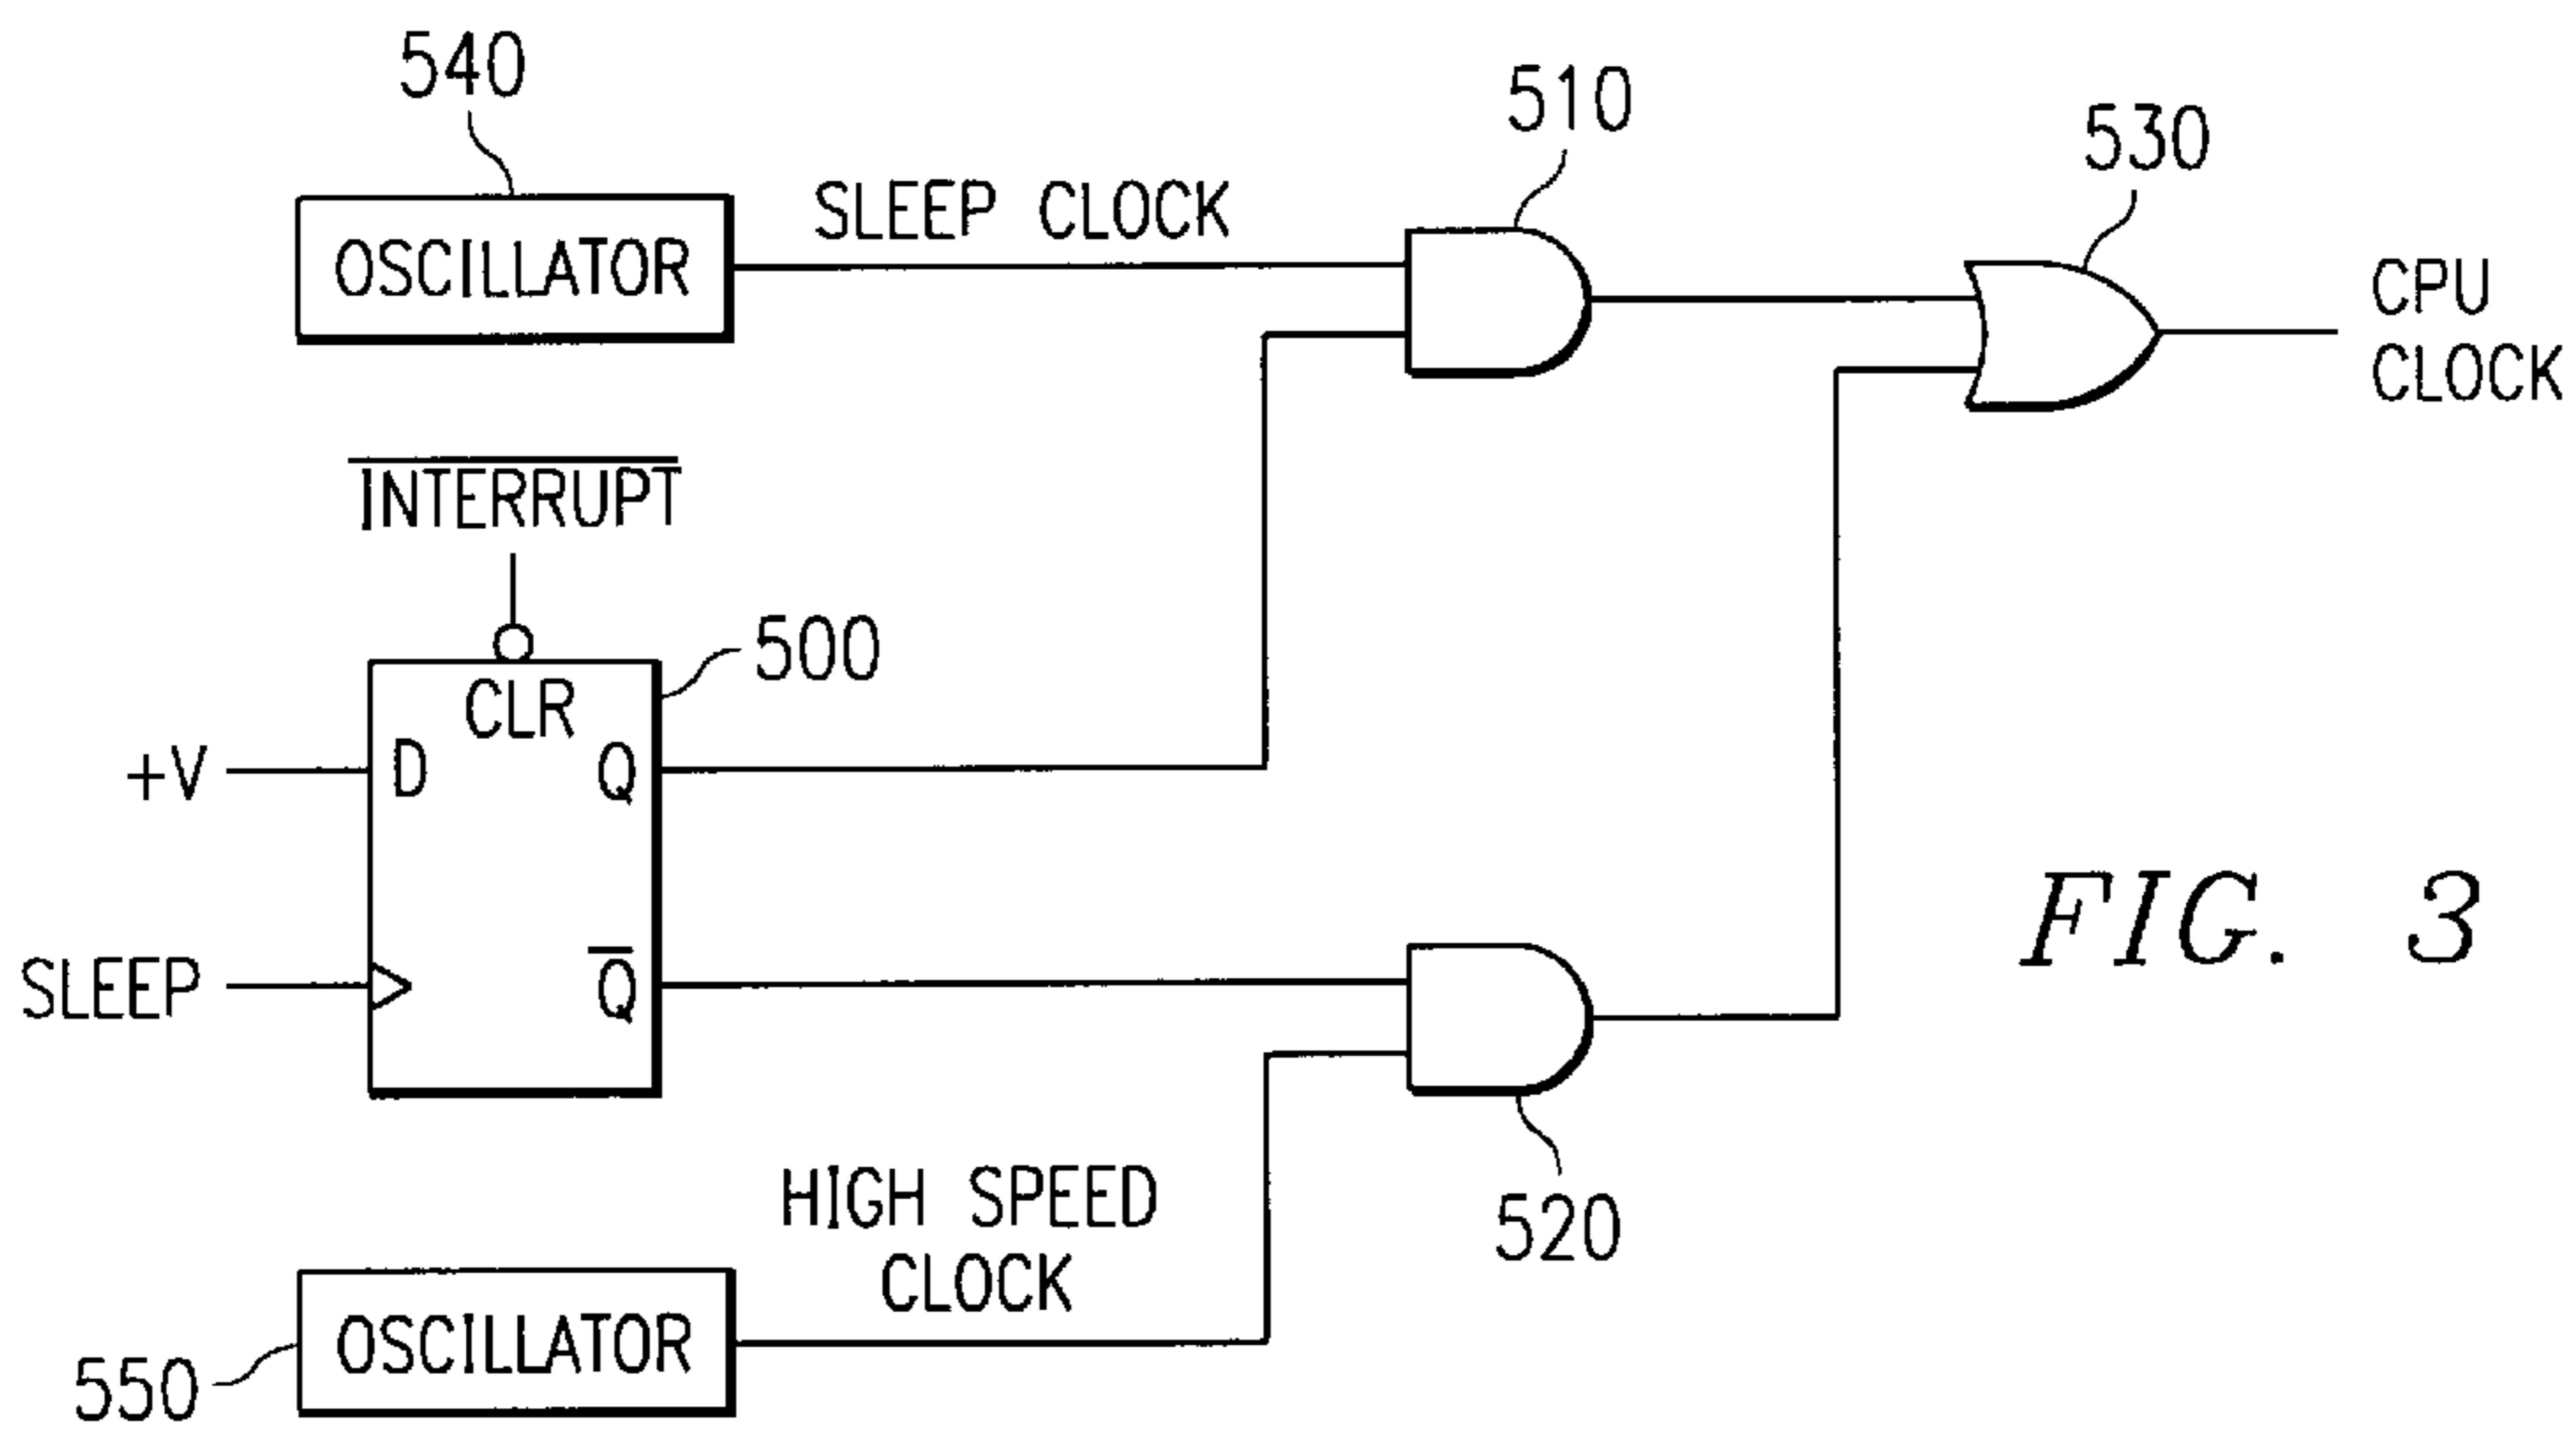 540
510
530
SLEEP CLOCK
OSCILLATOR
CPU
CLOCK
INTERRUPT
500
CLR
+V
D
Q
SLEEP
Q
FIG. 3
HIGH SPEED
CLOCK
520
OSCILLATOR
550